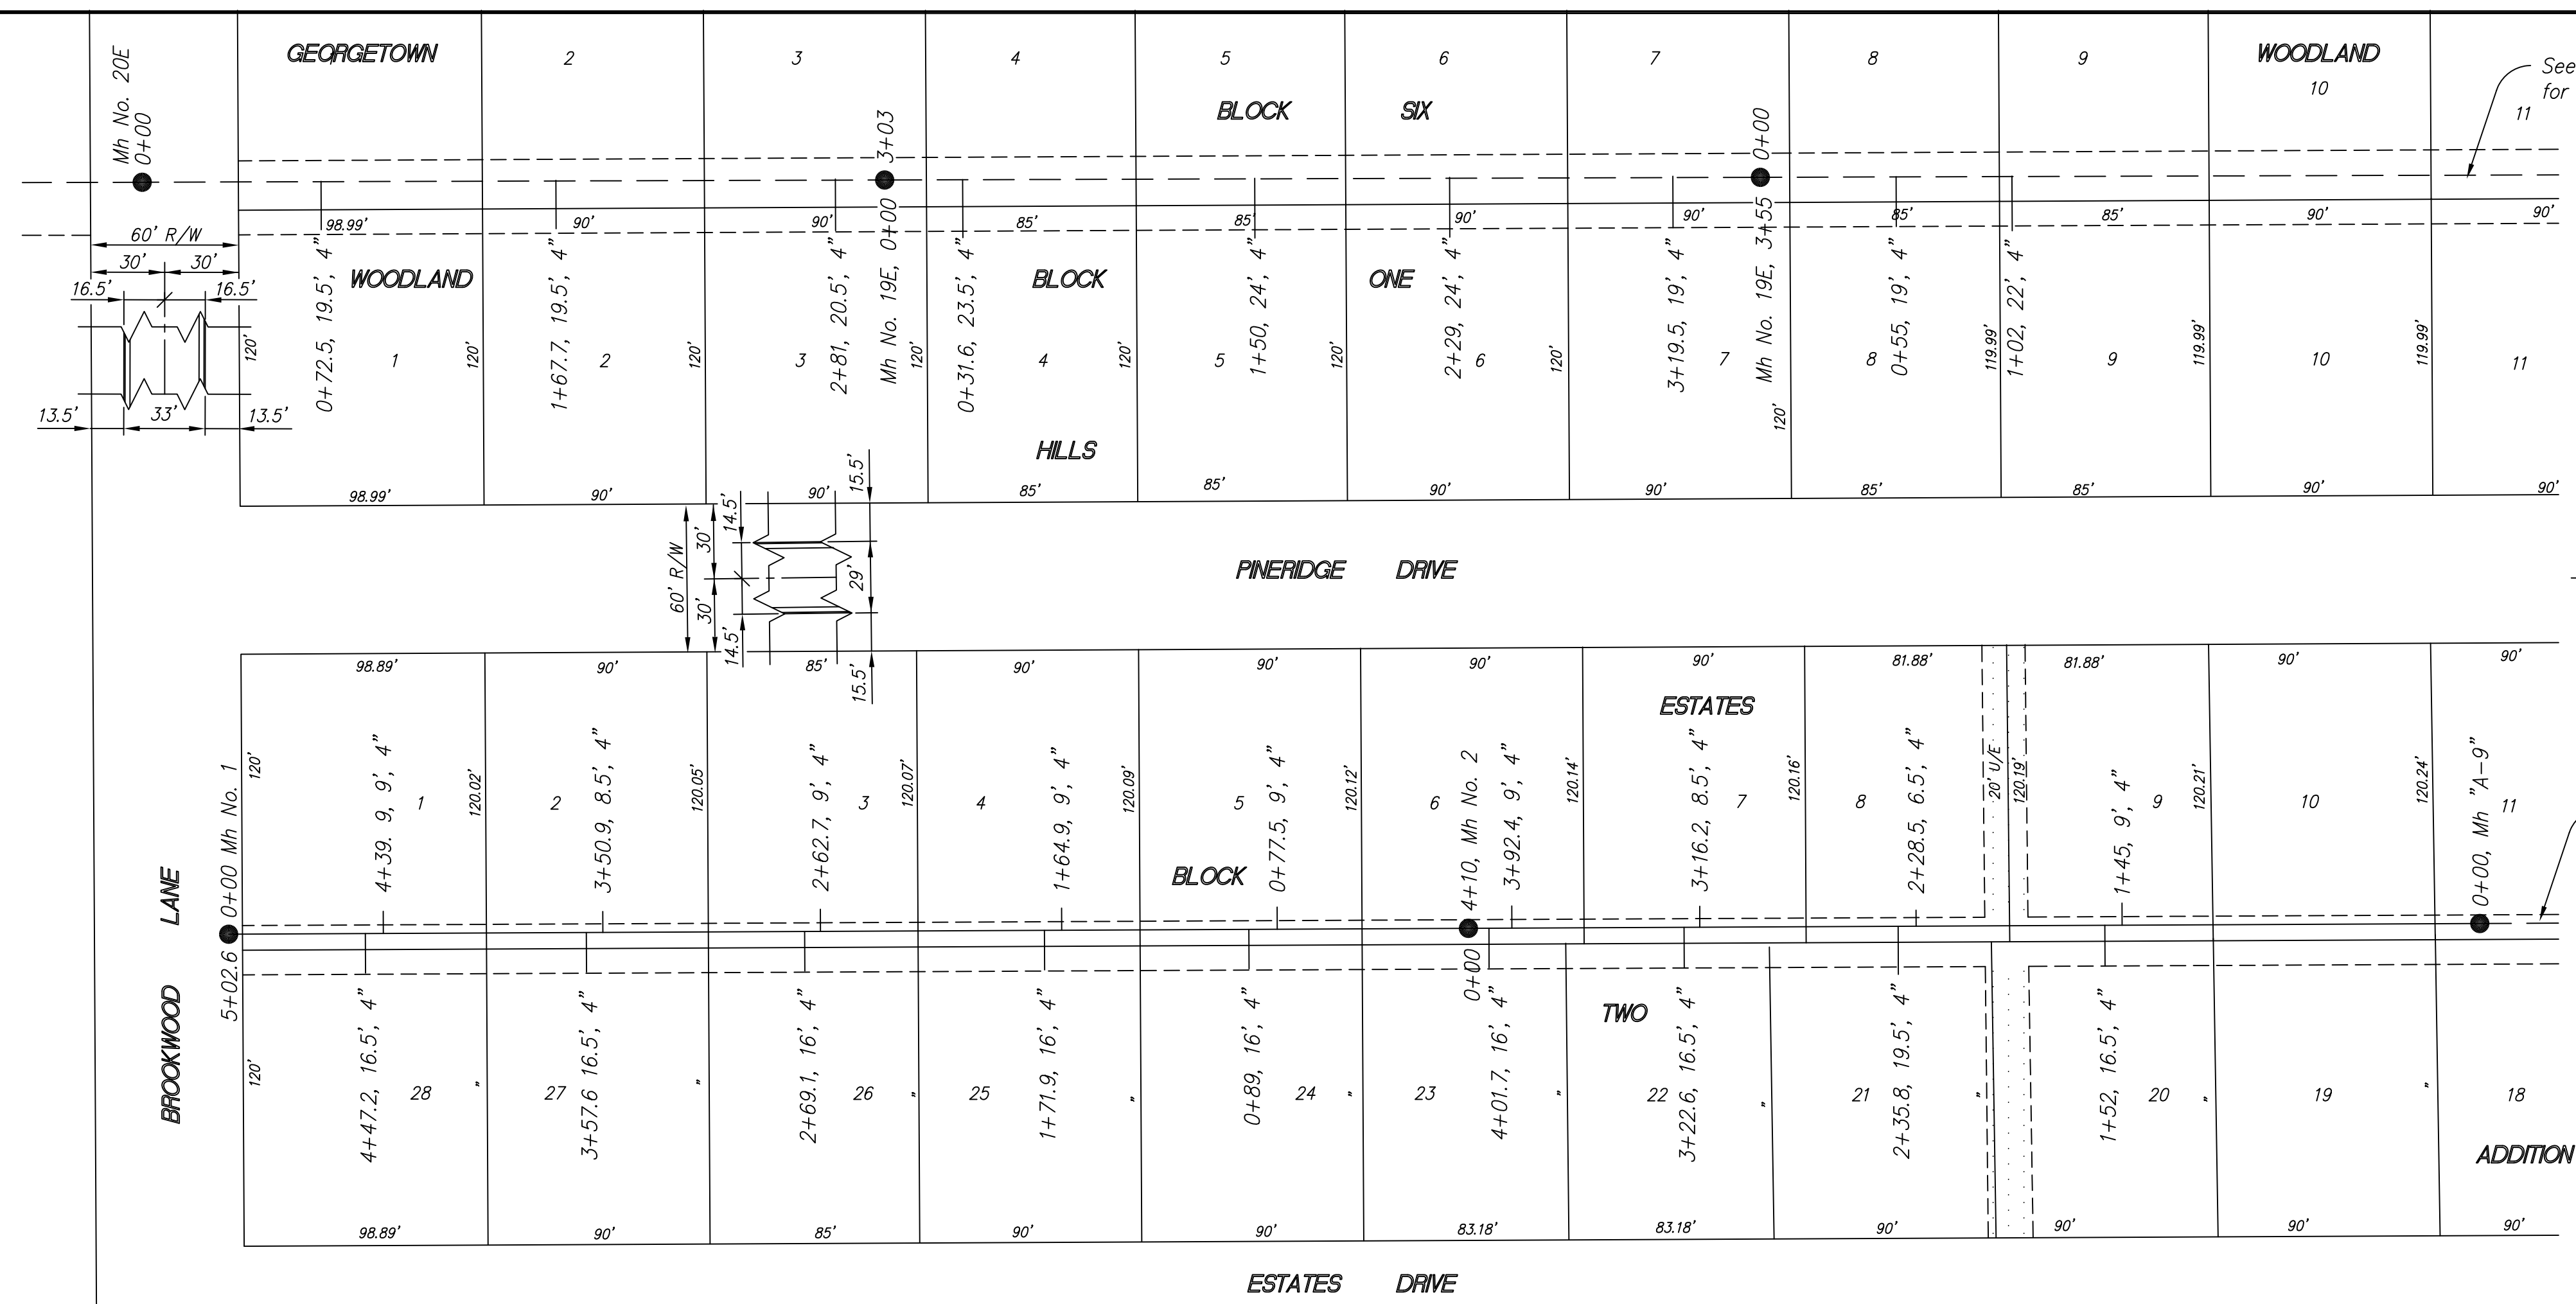 GEORGETOWN
2
3
4
5
6
7
8
9
WOODLAND
10
11
See
for
BLOCK SIX
Mh No. 20E
0+00
Mh No. 19E, 0+00 3+03
Mh No. 19E, 3+55 0+00
98.99'
90'
90'
85'
85'
90'
90'
85'
85'
90'
90'
60' R/W
30' 30'
16.5' 16.5'
13.5' 33' 13.5'
WOODLAND
BLOCK
ONE
HILLS
0+72.5, 19.5', 4"
1+67.7, 19.5', 4"
2+81, 20.5', 4"
0+31.6, 23.5', 4"
1+50, 24', 4"
2+29, 24', 4"
3+19.5, 19', 4"
0+55, 19', 4"
1+02, 22', 4"
120'
1
120'
2
120'
3
120'
4
120'
5
120'
6
120'
7
120'
8
119.99'
9
119.99'
10
119.99'
11
98.99'
90'
90'
85'
85'
90'
90'
85'
85'
90'
90'
60' R/W
30'
30'
14.5'
14.5'
15.5'
29'
15.5'
PINERIDGE DRIVE
98.89'
90'
85'
90'
90'
90'
90'
81.88'
81.88'
90'
90'
ESTATES
120'
4+39. 9, 9', 4"
1
120.02'
2
3+50.9, 8.5', 4"
120.05'
2+62.7, 9', 4"
3
120.07'
4
1+64.9, 9', 4"
120.09'
5
0+77.5, 9', 4"
120.12'
6
0+00 4+10, Mh No. 2
3+92.4, 9', 4"
120.14'
3+16.2, 8.5', 4"
7
120.16'
8
2+28.5, 6.5', 4"
20' U/E
120.19'
1+45, 9', 4"
9
120.21'
10
120.24'
0+00, Mh "A-9"
11
BLOCK
5+02.6 0+00 Mh No. 1
BROOKWOOD LANE
TWO
120'
4+47.2, 16.5', 4"
28
"
27
3+57.6 16.5', 4"
"
2+69.1, 16', 4"
26
"
25
1+71.9, 16', 4"
"
0+89, 16', 4"
24
"
23
4+01.7, 16', 4"
"
22
3+22.6, 16.5', 4"
"
21
2+35.8, 19.5', 4"
"
1+52, 16.5', 4"
20
"
19
"
18
ADDITION
98.89'
90'
85'
90'
90'
83.18'
83.18'
90'
90'
90'
90'
ESTATES DRIVE